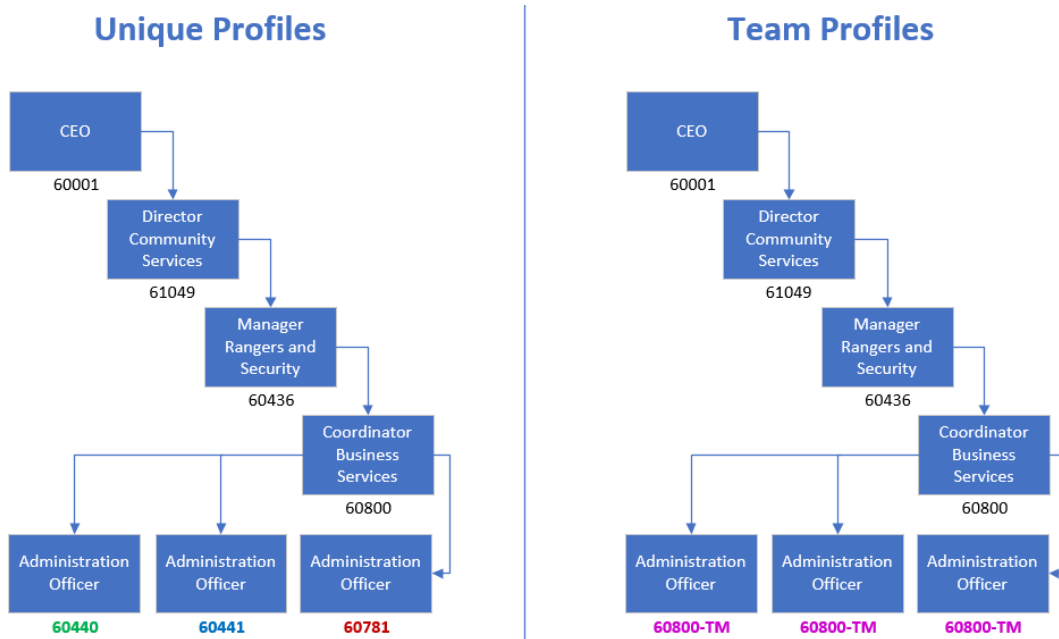 Unique Profiles
CEO
60001
Director
Community
Services
61049
Manager
Rangers and
Security
60436
Coordinator
Business
Services
60800
Administration
Officer
60440
Administration
Officer
60441
Administration
Officer
60781
Team Profiles
CEO
60001
Director
Community
Services
61049
Manager
Rangers and
Security
60436
Coordinator
Business
Services
60800
Administration
Officer
60800-TM
Administration
Officer
60800-TM
Administration
Officer
60800-TM